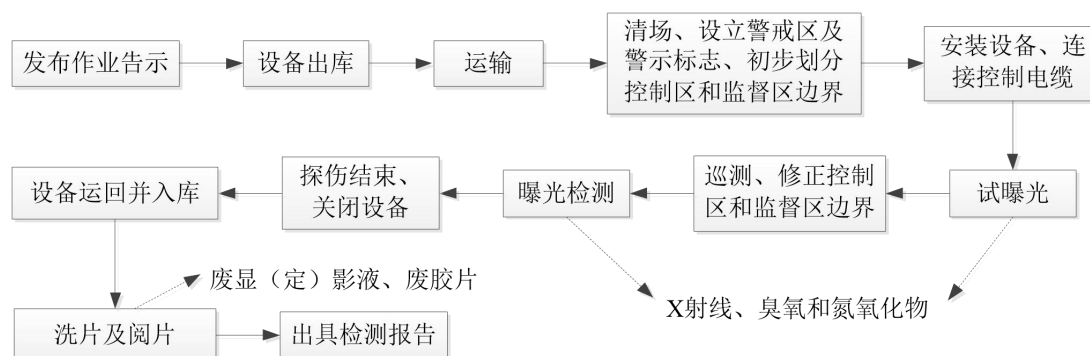 发布作业告示
设备出库
运输
清场、设立警戒区及
警示标志、初步划分
控制区和监督区边界
安装设备、连
接控制电缆
试曝光
巡测、修正控制
区和监督区边界
曝光检测
探伤结束、
关闭设备
设备运回并入库
X射线、臭氧和氮氧化物
废显（定）影液、废胶片
洗片及阅片
出具检测报告